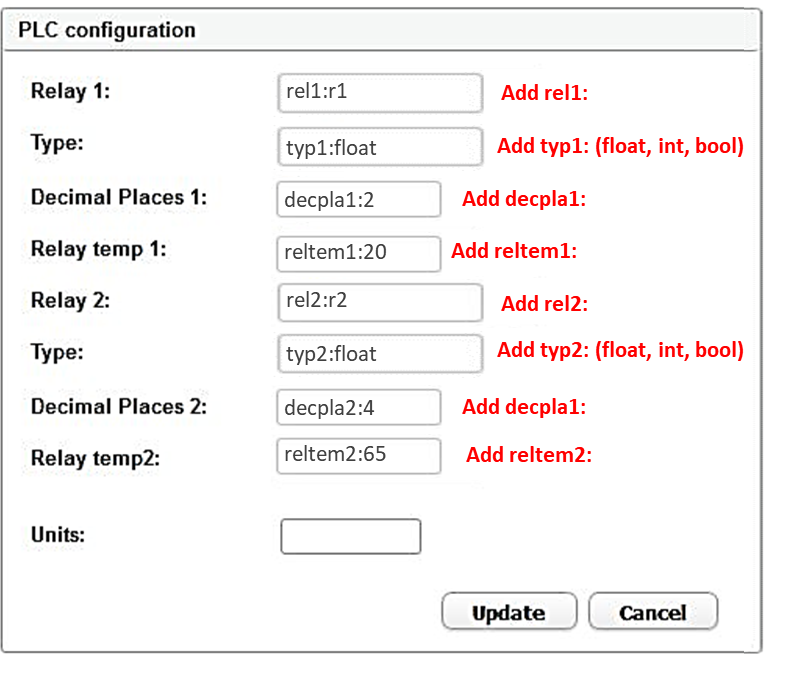 PLC configuration
Relay 1: rel1:r1 Add rel1:
Type: typ1:float Add typ1: (float, int, bool)
Decimal Places 1: decpla1:2 Add decpla1:
Relay temp 1: reltem1:20 Add reltem1:
Relay 2: rel2:r2 Add rel2:
Type: typ2:float Add typ2: (float, int, bool)
Decimal Places 2: decpla2:4 Add decpla1:
Relay temp2: reltem2:65 Add reltem2:
Units:
Update Cancel